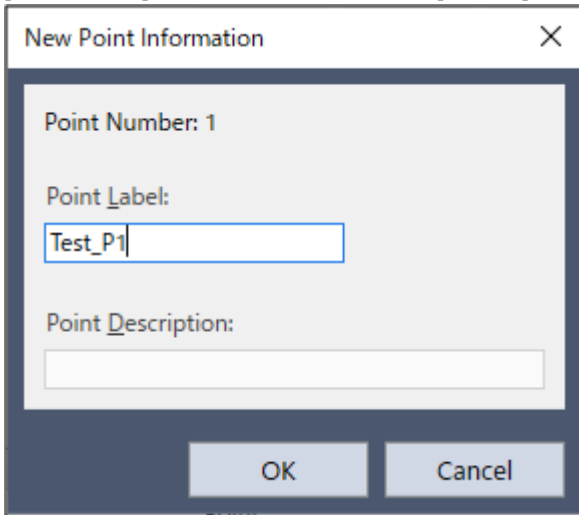 New Point Information
Point Number: 1
Point Label:
Test_P1
Point Description:
OK Cancel